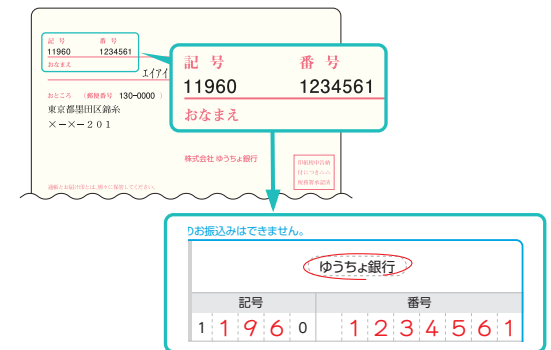 記号 番号
11960 1234561
おなまえ
エイアイ
おところ (郵便番号 130-0000 )
東京都墨田区錦糸
×-×-201
株式会社 ゆうちょ銀行
記号 番号
11960 1234561
おなまえ
のお振込みはできません。
ゆうちょ銀行
記号 番号
1 1 9 6 0 1 2 3 4 5 6 1